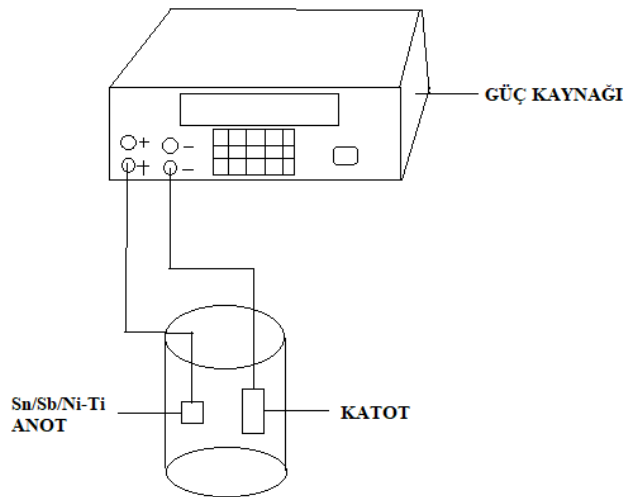 GÜÇ KAYNAĞI
+ −
+ −
Sn/Sb/Ni-Ti
ANOT
KATOT